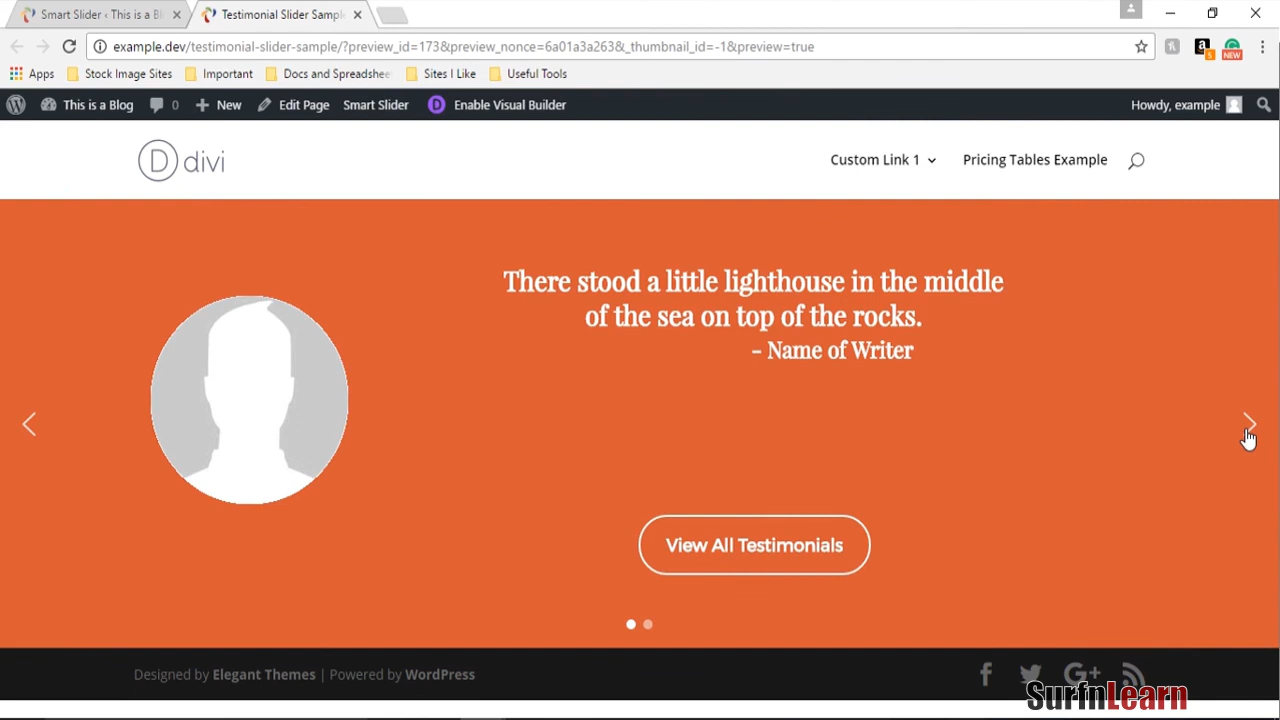 Smart Slider ‹ This is a Bl
Testimonial Slider Sampl
example.dev/testimonial-slider-sample/?preview_id=173&preview_nonce=6a01a3a263&_thumbnail_id=-1&preview=true
a 5 NEW
Apps Stock Image Sites Important Docs and Spreadshee Sites I Like Useful Tools
This is a Blog 0 New Edit Page Smart Slider D Enable Visual Builder Howdy, example
D divi
Custom Link 1 Pricing Tables Example
There stood a little lighthouse in the middle
of the sea on top of the rocks.
- Name of Writer
View All Testimonials
Designed by Elegant Themes | Powered by WordPress
SurfnLearn